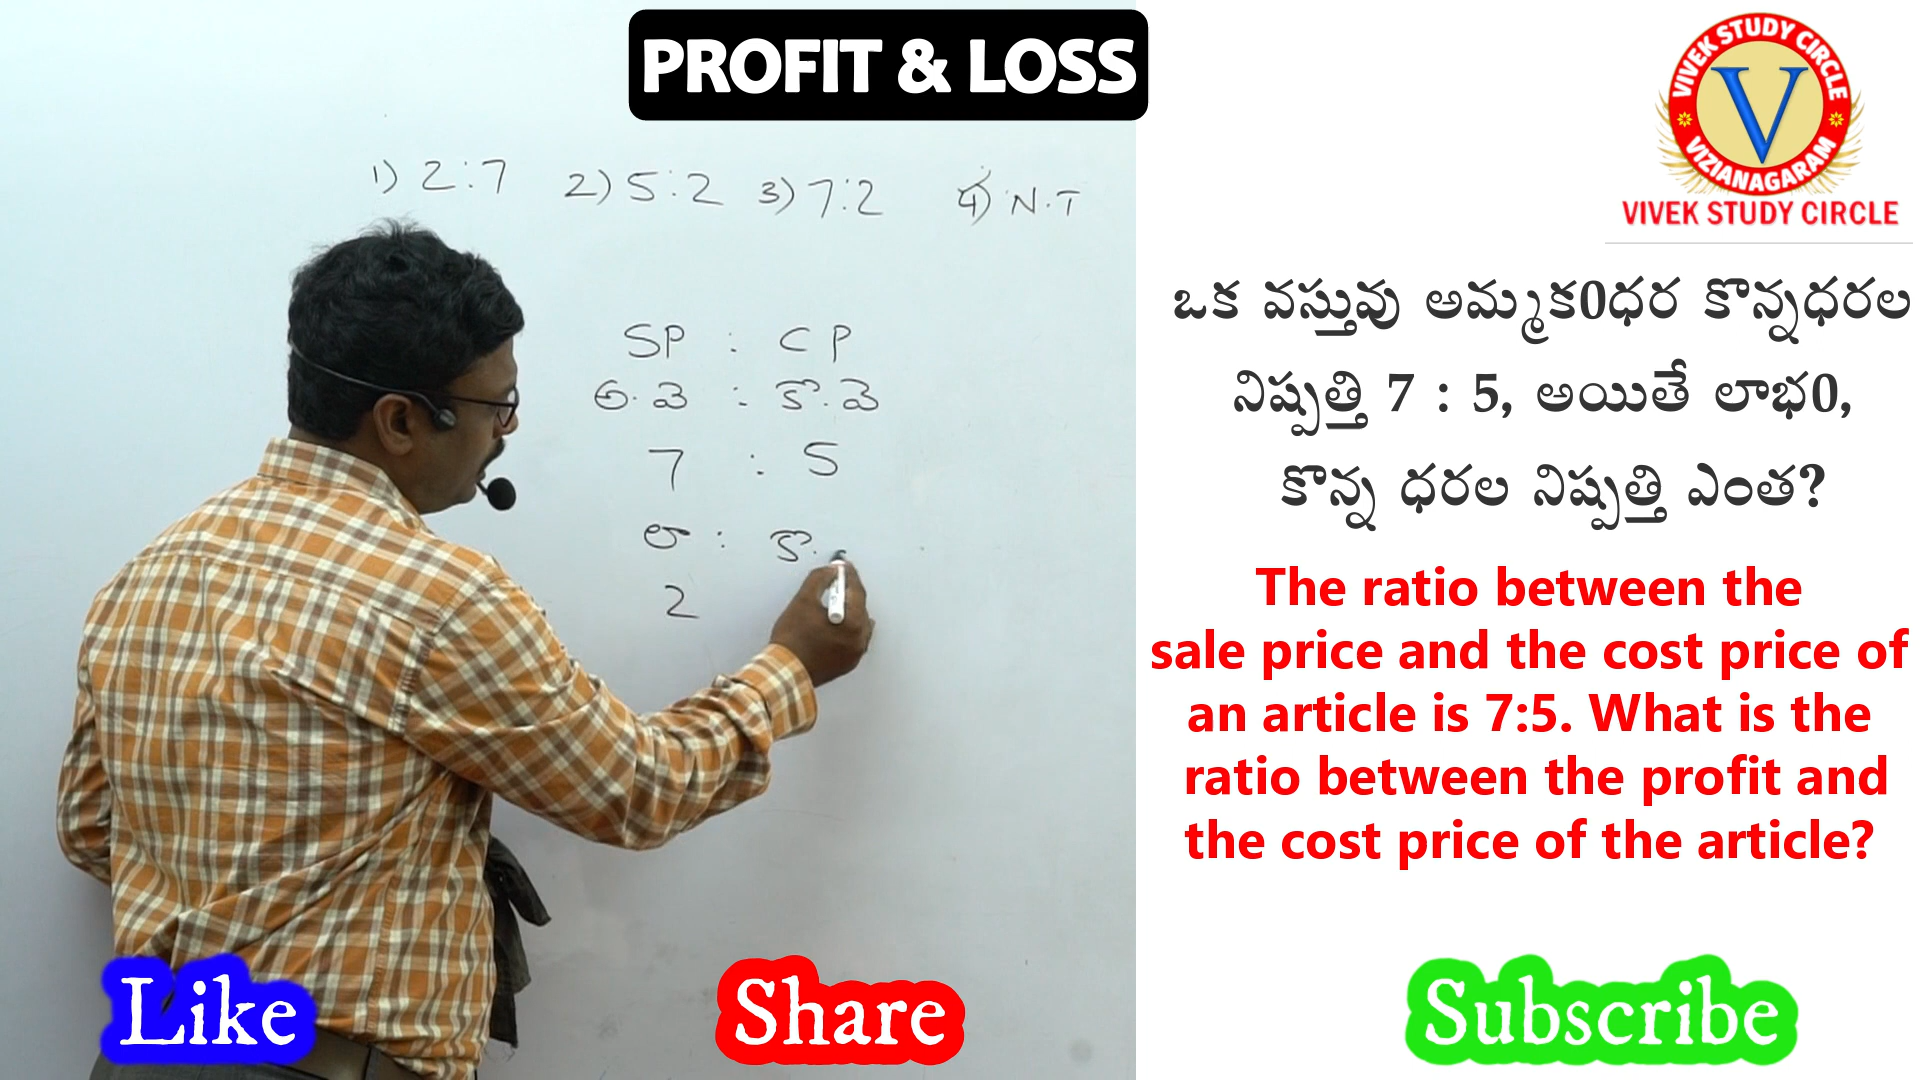 PROFIT & LOSS
VIVEK STUDY CIRCLE
V
VIZIANAGARAM
VIVEK STUDY CIRCLE
1) 2:7 2) 5:2 3) 7:2 4) N.T
SP : CP
అ.వె : కొ.వె
7 : 5
లా : కొ.
2
ఒక వస్తువు అమ్మక0ధర కొన్నధరల
నిష్పత్తి 7 : 5, అయితే లాభ0,
కొన్న ధరల నిష్పత్తి ఎంత?
The ratio between the
sale price and the cost price of
an article is 7:5. What is the
ratio between the profit and
the cost price of the article?
Like
Share
Subscribe